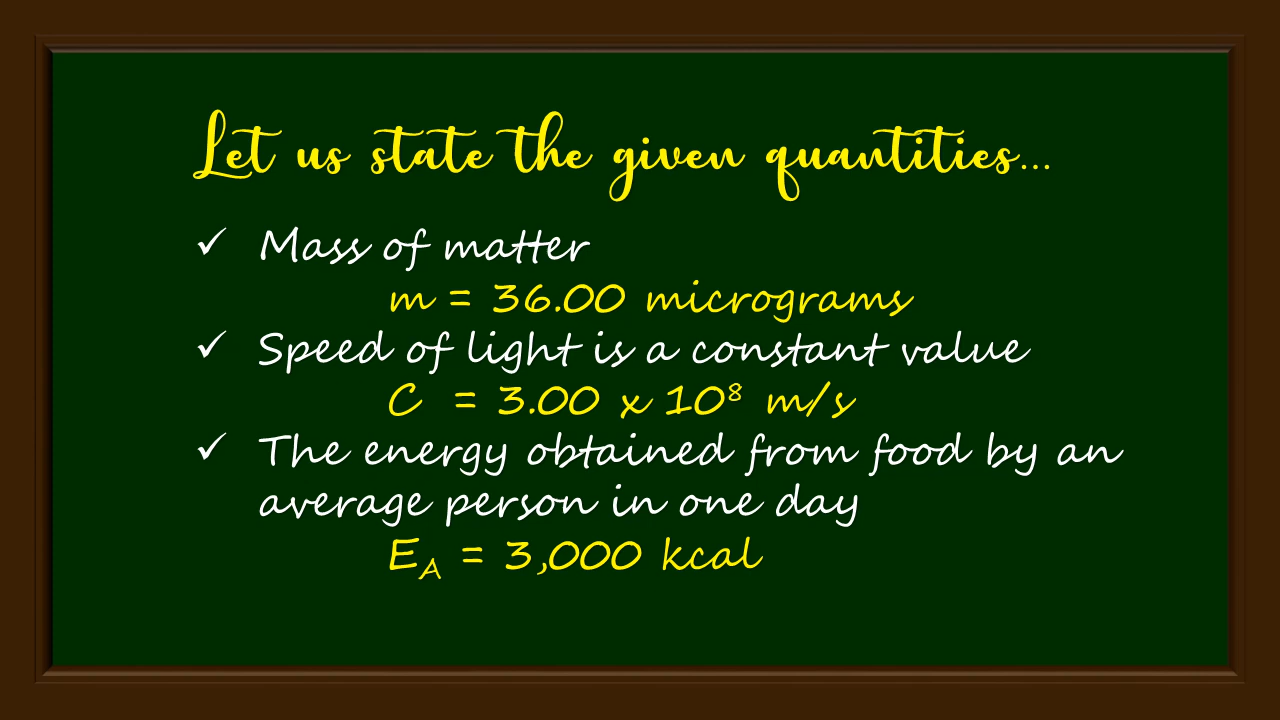 Let us state the given quantities...
✓ Mass of matter
m = 36.00 micrograms
✓ Speed of light is a constant value
C = 3.00 x 10⁸ m/s
✓ The energy obtained from food by an
average person in one day
E_A = 3,000 kcal